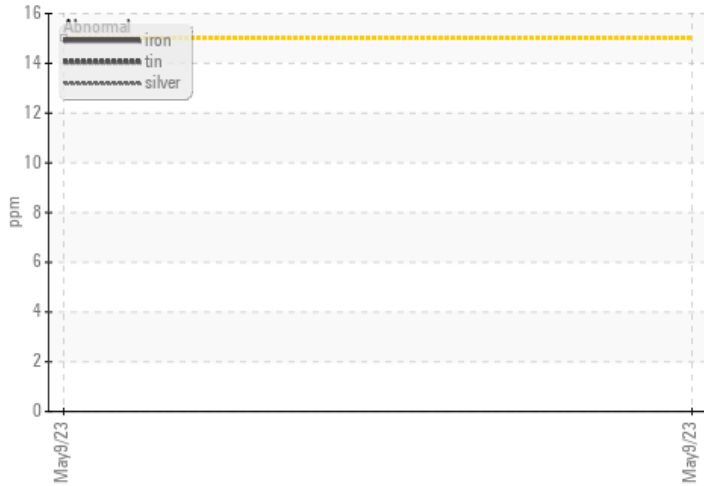 16
Abnormal
iron
14
tin
silver
12
10
8
ppm
6
4
2
0
May9/23
May9/23